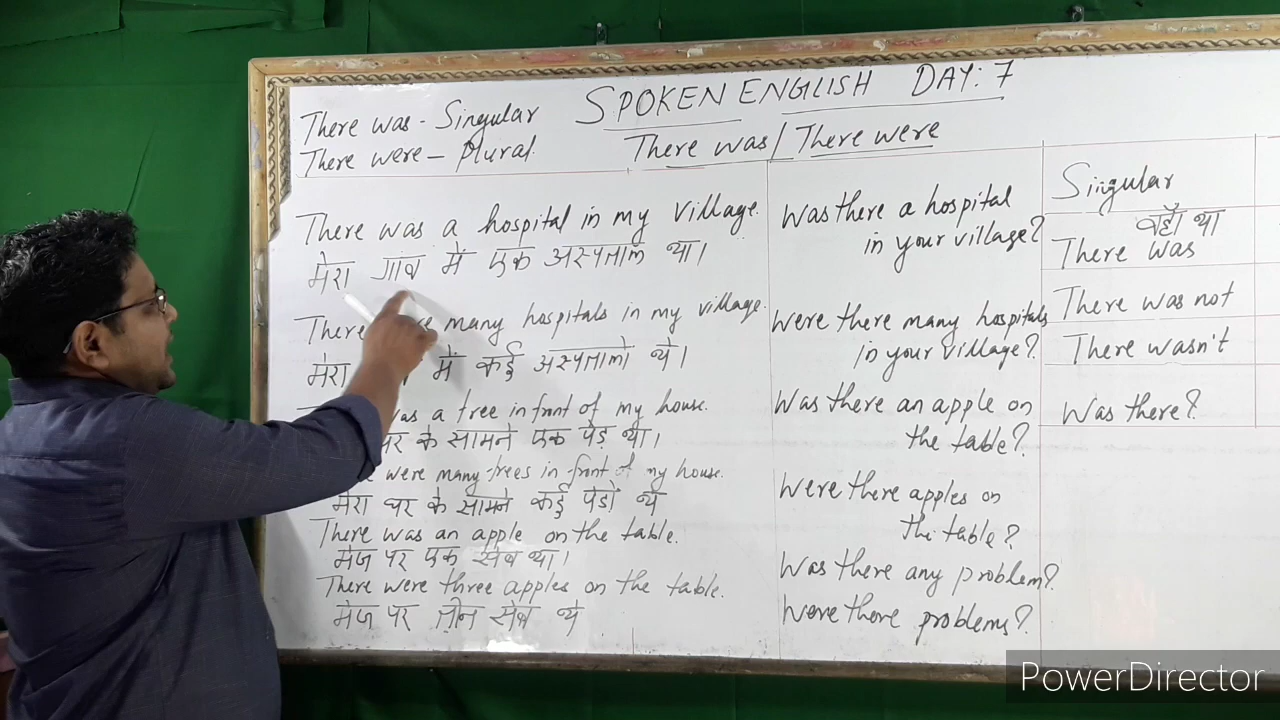 SPOKEN ENGLISH DAY: 7
There was - Singular
There were - Plural.
There was / There were
There was a hospital in my village.
मेरा गांव में एक अस्पताल था।
There many hospitals in my village.
मेरा में कई अस्पतालो थे।
was a tree in front of my house.
घर के सामने एक पेड़ था।
were many trees in front of my house.
मेरा घर के सामने कई पेडो थे
There was an apple on the table.
मेज पर एक सेब था।
There were three apples on the table.
मेज पर तीन सेब थे
Was there a hospital
in your village?
Were there many hospitals
in your village?
Was there an apple on
the table?
Were there apples on
the table?
Was there any problem?
Were there problems?
Singular
वहाँ था
There was
There was not
There wasn't
Was there?
PowerDirector